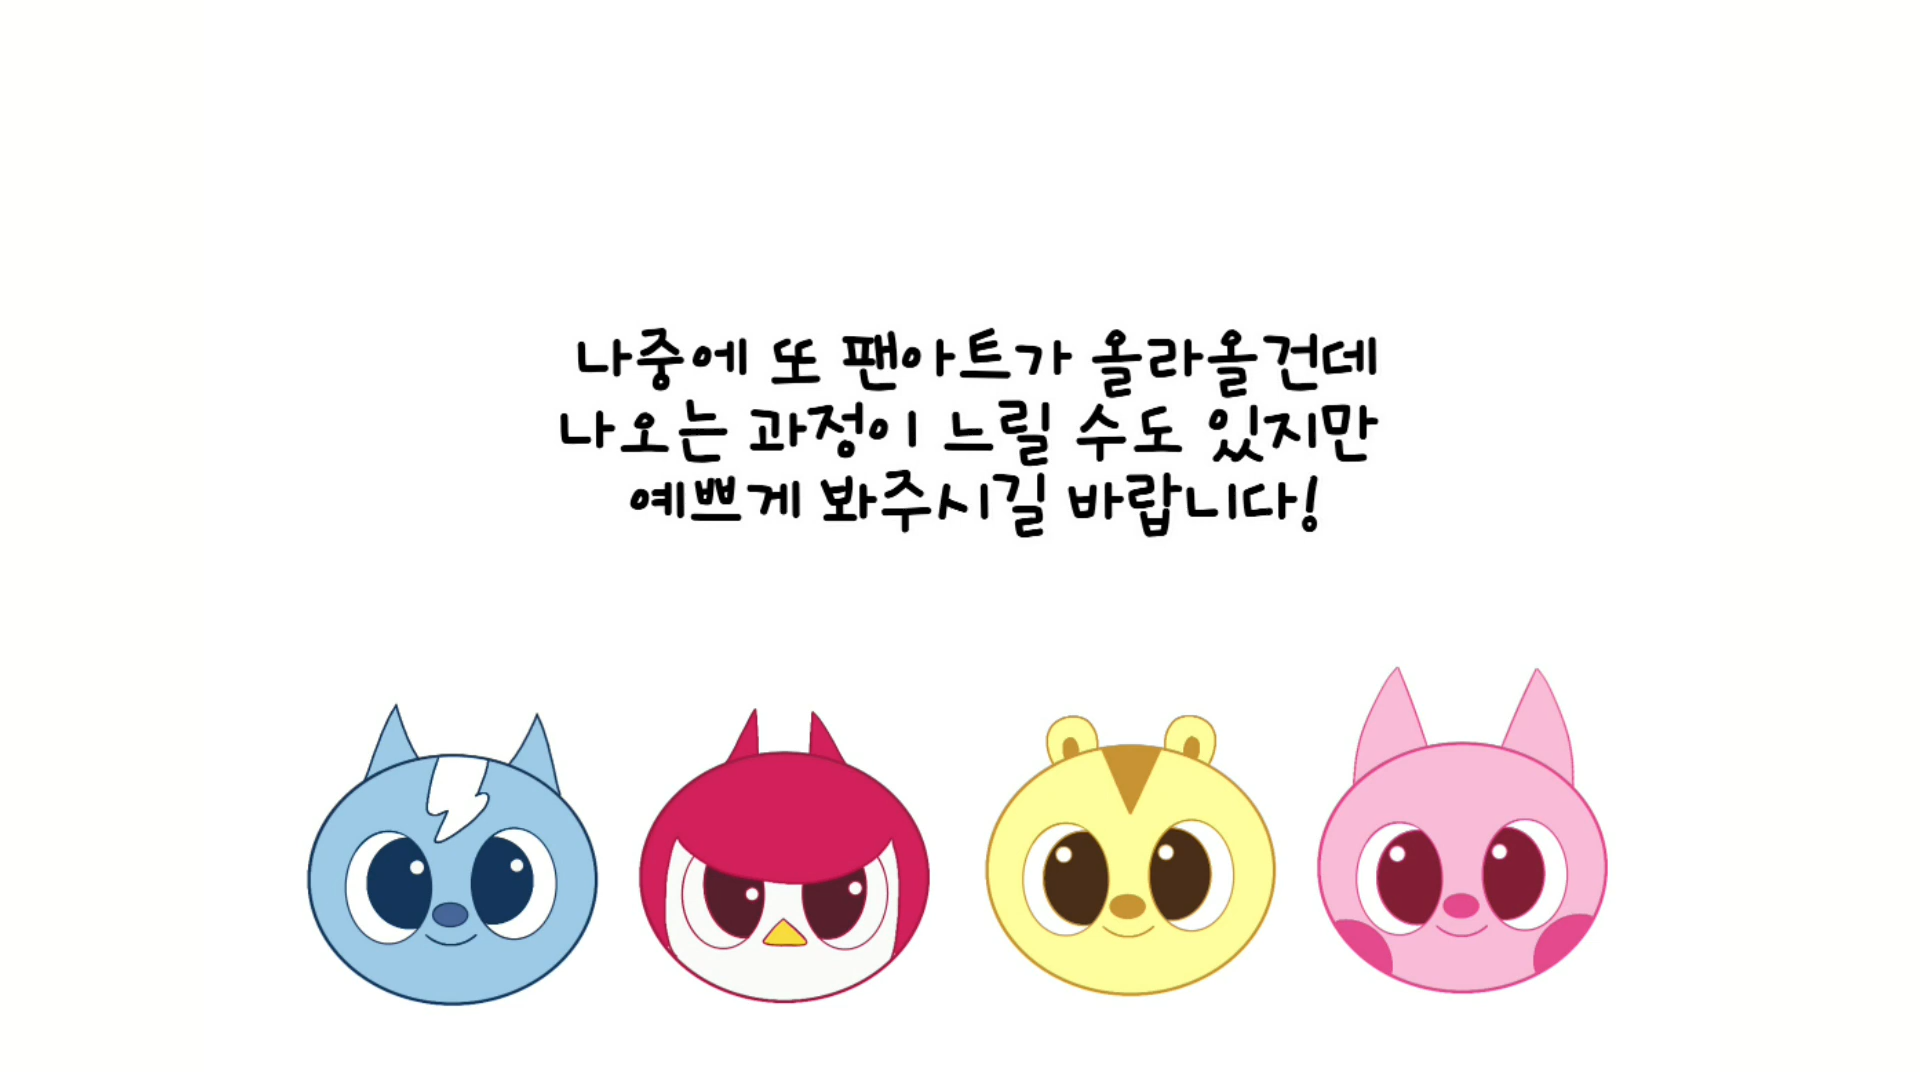 나중에 또 팬아트가 올라올건데
나오는 과정이 느릴 수도 있지만
예쁘게 봐주시길 바랍니다!